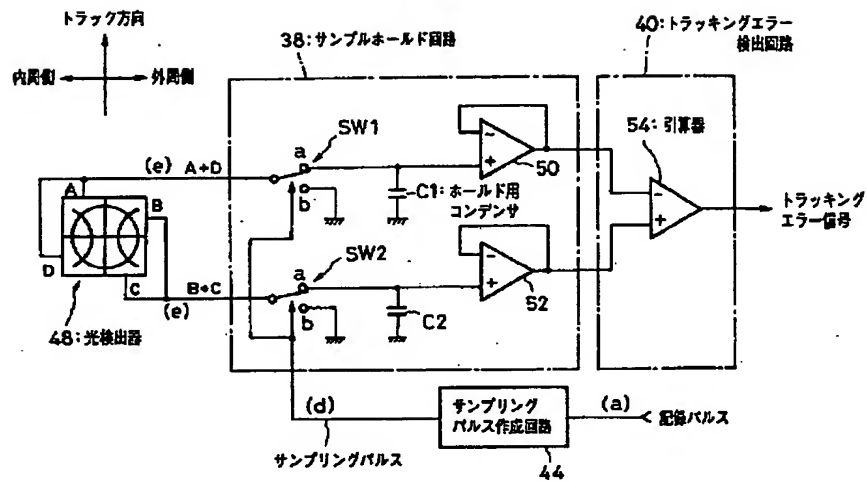 トラック方向
内周側
外周側
38:サンプルホールド回路
40:トラッキングエラー
検出回路
(e) A+D
a
SW1
b
A
B
D
C
(e)
B+C
C1:ホールド用
コンデンサ
-
+
50
54:引算器
-
+
トラッキング
エラー信号
a
SW2
b
C2
-
+
52
48:光検出器
(d)
サンプリングパルス
サンプリング
パルス作成回路
44
(a)
記録パルス